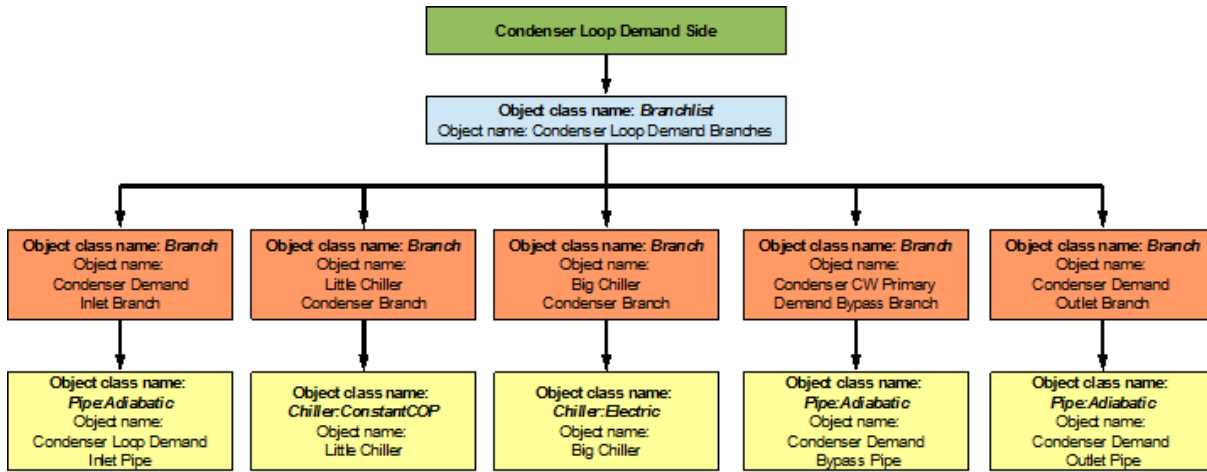 Condenser Loop Demand Side
Object class name: Branchlist
Object name: Condenser Loop Demand Branches
Object class name: Branch
Object name:
Condenser Demand
Inlet Branch
Object class name: Branch
Object name:
Little Chiller
Condenser Branch
Object class name: Branch
Object name:
Big Chiller
Condenser Branch
Object class name: Branch
Object name:
Condenser CW Primary
Demand Bypass Branch
Object class name: Branch
Object name:
Condenser Demand
Outlet Branch
Object class name:
Pipe:Adiabatic
Object name:
Condenser Loop Demand
Inlet Pipe
Object class name:
Chiller:ConstantCOP
Object name:
Little Chiller
Object class name:
Chiller:Electric
Object name:
Big Chiller
Object class name:
Pipe:Adiabatic
Object name:
Condenser Demand
Bypass Pipe
Object class name:
Pipe:Adiabatic
Object name:
Condenser Demand
Outlet Pipe